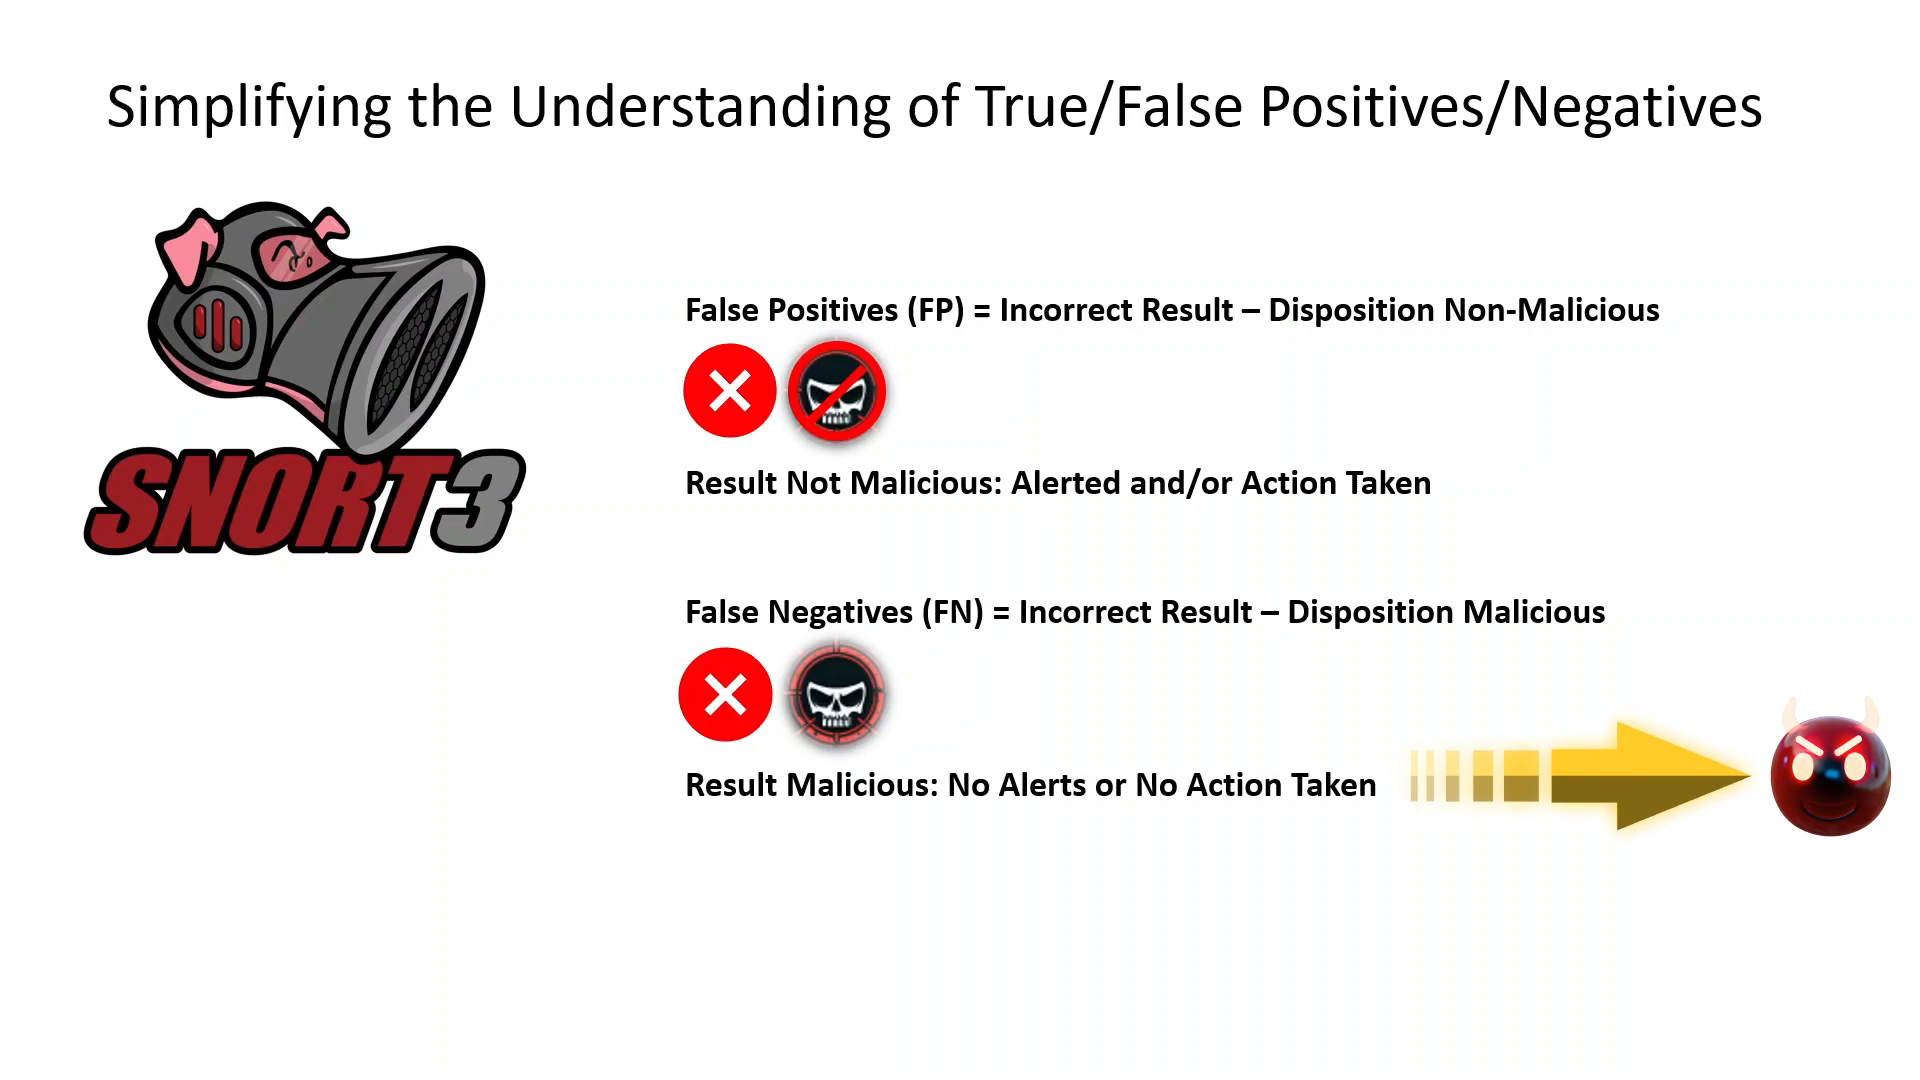 Simplifying the Understanding of True/False Positives/Negatives
SNORT3
False Positives (FP) = Incorrect Result – Disposition Non-Malicious
Result Not Malicious: Alerted and/or Action Taken
False Negatives (FN) = Incorrect Result – Disposition Malicious
Result Malicious: No Alerts or No Action Taken